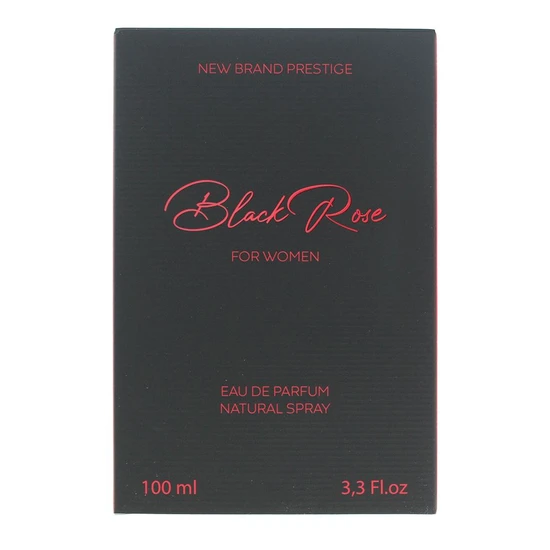 NEW BRAND PRESTIGE
Black Rose
FOR WOMEN
EAU DE PARFUM
NATURAL SPRAY
100 ml 3,3 Fl.oz